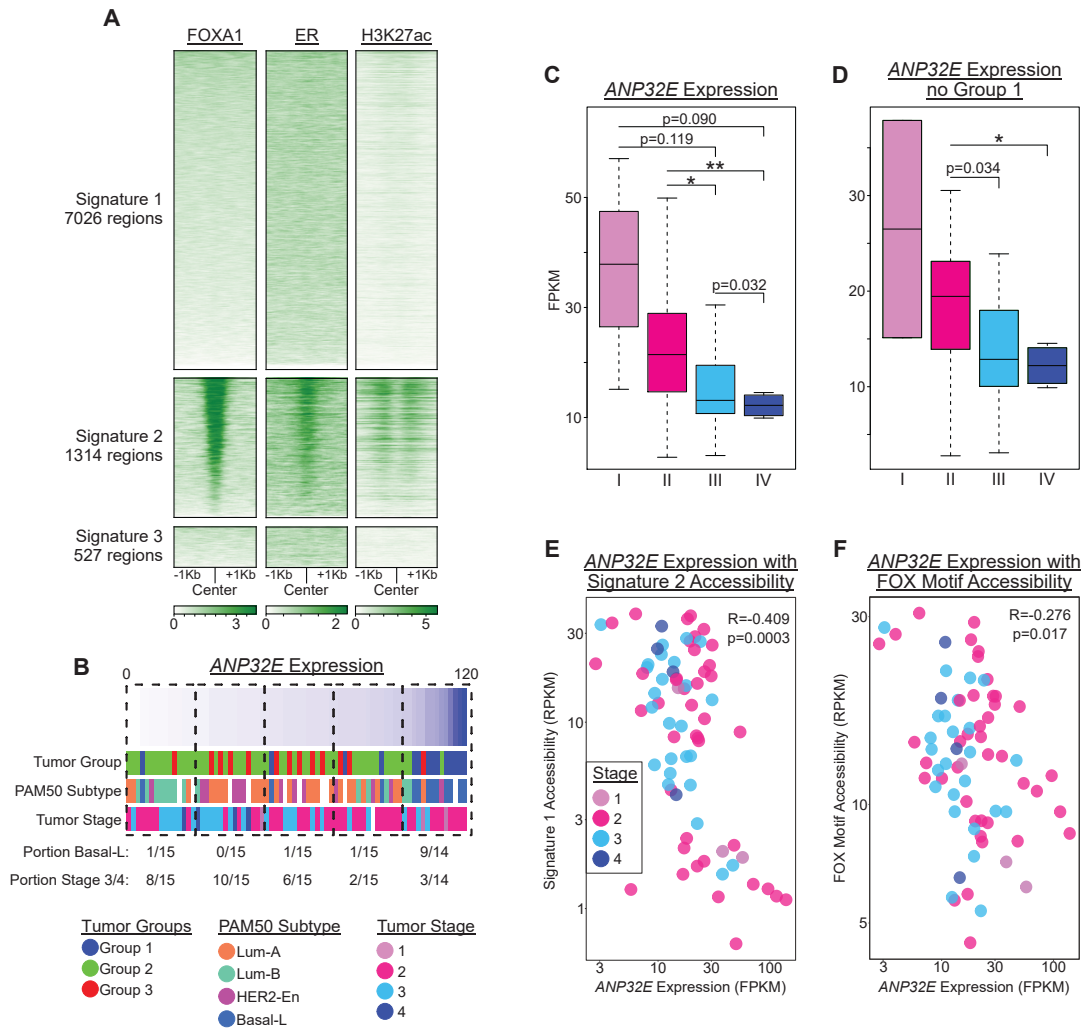 A
FOXA1 ER H3K27ac
Signature 1
7026 regions
Signature 2
1314 regions
Signature 3
527 regions
-1Kb +1Kb -1Kb +1Kb -1Kb +1Kb
Center Center Center
0 3 0 2 0 5
B
ANP32E Expression
0 120
Tumor Group
PAM50 Subtype
Tumor Stage
Portion Basal-L: 1/15 0/15 1/15 1/15 9/14
Portion Stage 3/4: 8/15 10/15 6/15 2/15 3/14
Tumor Groups
Group 1
Group 2
Group 3
PAM50 Subtype
Lum-A
Lum-B
HER2-En
Basal-L
Tumor Stage
1
2
3
4
C
ANP32E Expression
p=0.090
p=0.119
**
*
p=0.032
FPKM
50
30
10
I II III IV
D
ANP32E Expression
no Group 1
*
p=0.034
30
20
10
I II III IV
E
ANP32E Expression with
Signature 2 Accessibility
R=-0.409
p=0.0003
Signature 1 Accessibility (RPKM)
30
10
3
1
Stage
1
2
3
4
3 10 30 100
ANP32E Expression (FPKM)
F
ANP32E Expression with
FOX Motif Accessibility
R=-0.276
p=0.017
FOX Motif Accessibility (RPKM)
30
10
5
3 10 30 100
ANP32E Expression (FPKM)